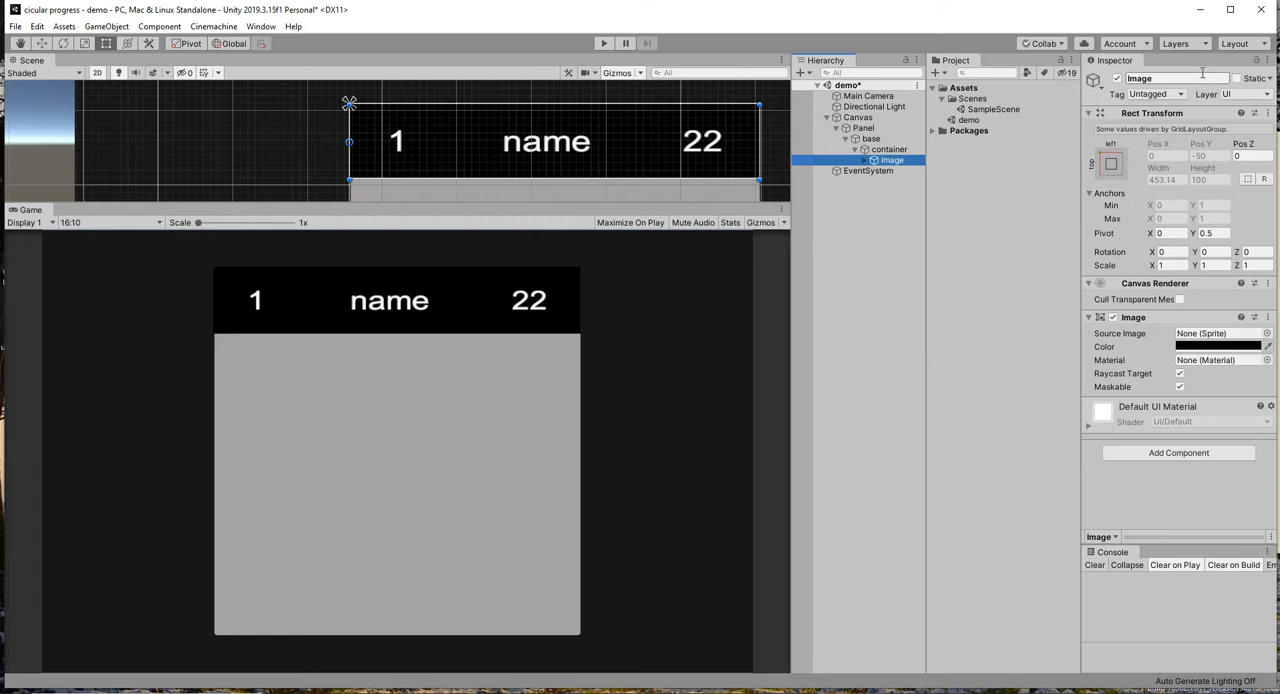 cicular progress - demo - PC, Mac & Linux Standalone - Unity 2019.3.15f1 Personal* <DX11>
File Edit Assets GameObject Component Cinemachine Window Help
Pivot Global Collab Account Layers Layout
Scene
Shaded 2D 0 Gizmos All
1 name 22
Game
Display 1 16:10 Scale 1x Maximize On Play Mute Audio Stats Gizmos
1 name 22
Hierarchy
All
demo*
Main Camera
Directional Light
Canvas
Panel
base
container
Image
EventSystem
Project
19
Assets
Scenes
SampleScene
demo
Packages
Inspector
Image Static
Tag Untagged Layer UI
Rect Transform
Some values driven by GridLayoutGroup.
left Pos X Pos Y Pos Z
top 0 -50 0
Width Height
453.14 100 R
Anchors
Min X 0 Y 1
Max X 0 Y 1
Pivot X 0 Y 0.5
Rotation X 0 Y 0 Z 0
Scale X 1 Y 1 Z 1
Canvas Renderer
Cull Transparent Mes
Image
Source Image None (Sprite)
Color
Material None (Material)
Raycast Target
Maskable
Default UI Material
Shader UI/Default
Add Component
Image
Console
Clear Collapse Clear on Play Clear on Build
Auto Generate Lighting Off